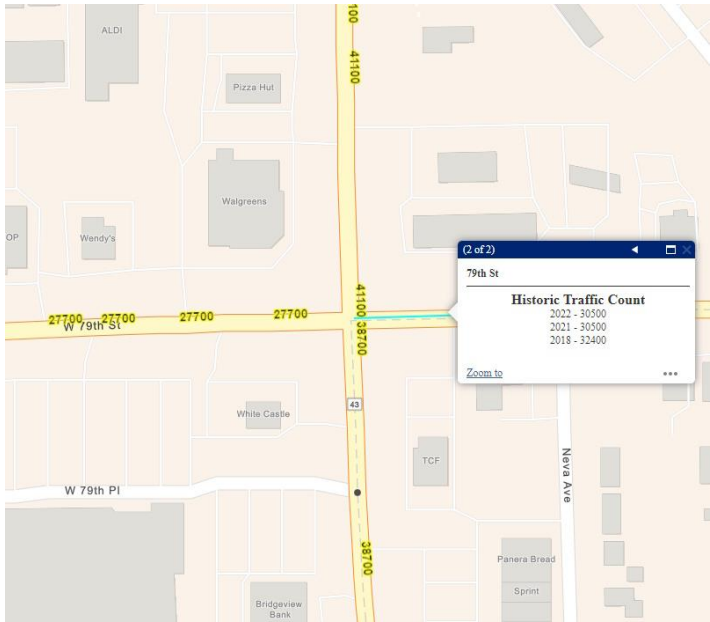 100
ALDI
41100
Pizza Hut
Walgreens
OP
Wendy's
(2 of 2)
79th St
Historic Traffic Count
2022 - 30500
2021 - 30500
2018 - 32400
Zoom to
41100
27700 27700 27700 27700
W 79th St
38700
43
White Castle
TCF
Neva Ave
W 79th Pl
38700
Panera Bread
Sprint
Bridgeview
Bank